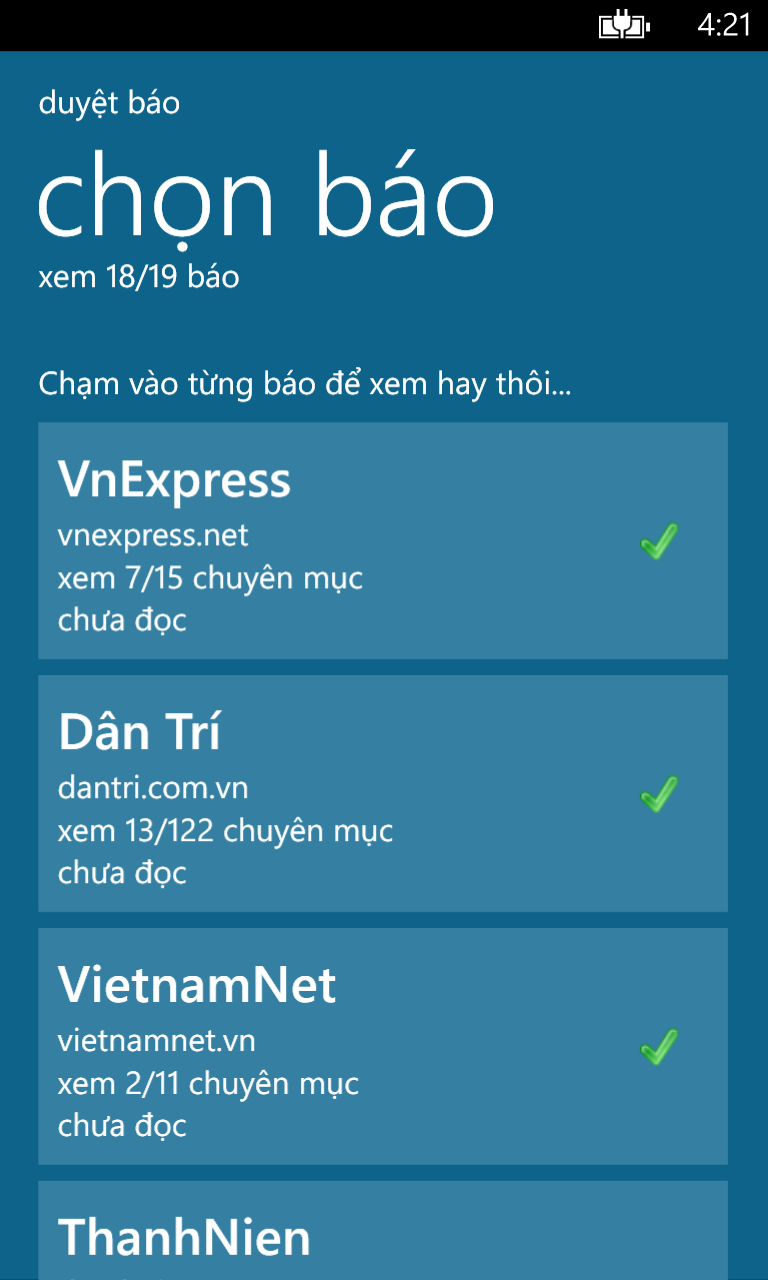 4:21
duyệt báo
chọn báo
xem 18/19 báo
Chạm vào từng báo để xem hay thôi...
VnExpress
vnexpress.net
xem 7/15 chuyên mục
chưa đọc
Dân Trí
dantri.com.vn
xem 13/122 chuyên mục
chưa đọc
VietnamNet
vietnamnet.vn
xem 2/11 chuyên mục
chưa đọc
ThanhNien